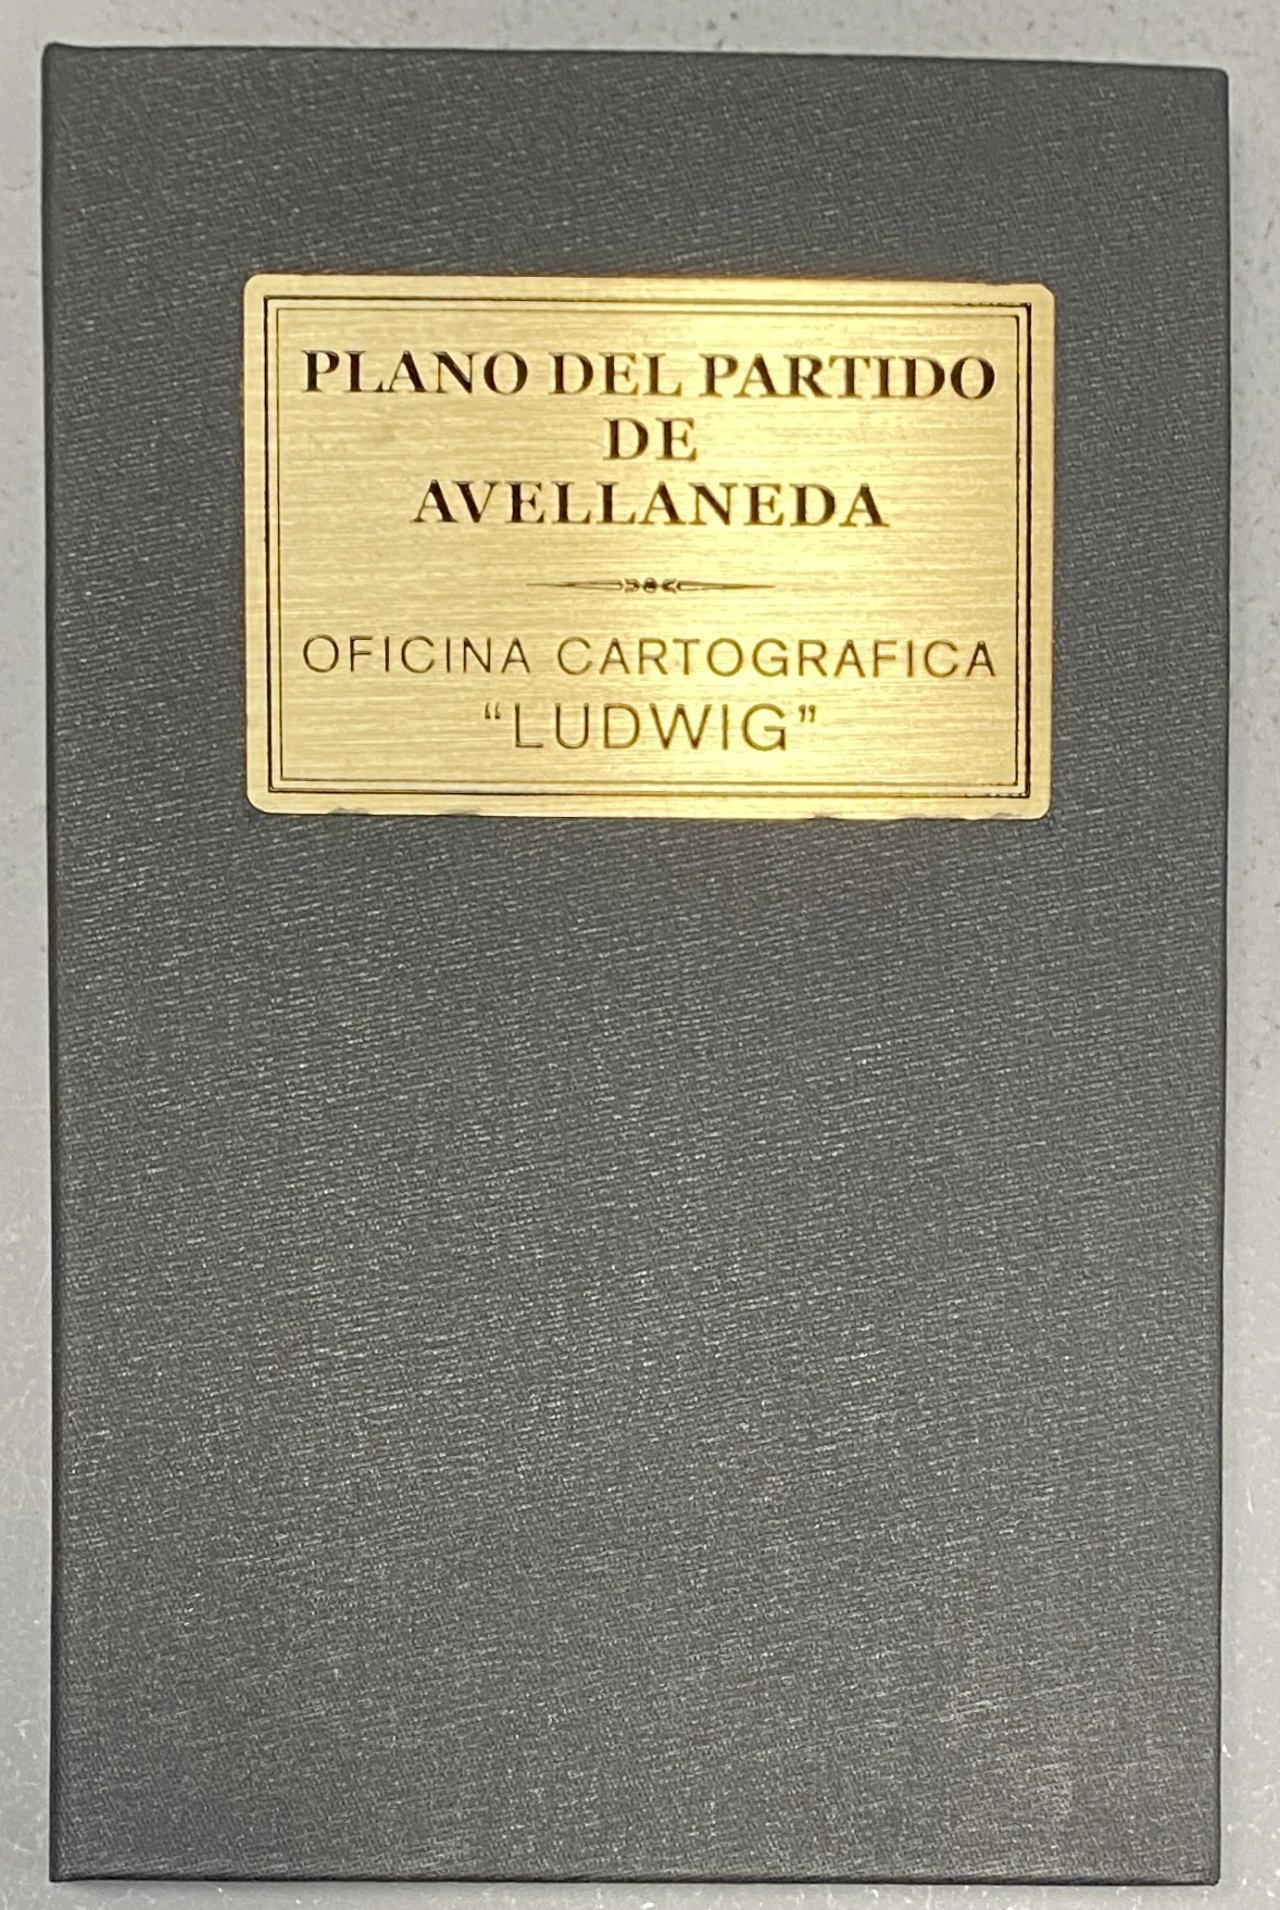 PLANO DEL PARTIDO
DE
AVELLANEDA
OFICINA CARTOGRAFICA
“LUDWIG”